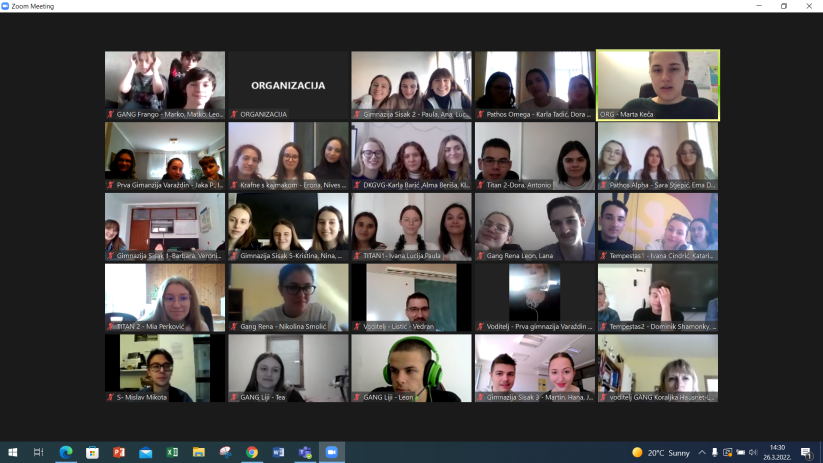 Zoom Meeting
GANG Frango - Marko, Matko, Leo...
ORGANIZACIJA
ORGANIZACIJA
Gimnazija Sisak 2 - Paula, Ana, Luc...
Pathos Omega - Karla Tadić, Dora ...
ORG - Marta Keča
Prva Gimanzija Varaždin - Jaka P., I...
Krafne s kajmakom - Erona, Nives...
DKGVG-Karla Barić,Alma Beriša, Kl...
Titan 2-Dora, Antonio
Pathos Alpha - Sara Stjepić, Ema D...
Gimnazija Sisak 1-Barbara, Veroni...
Gimnazija Sisak 5-Kristina, Nina, ...
TITAN1- Ivana,Lucija,Paula
Gang Rena Leon, Lana
Tempestas1 - Ivana Cindrić, Katari...
TITAN 2 - Mia Perković
Gang Rena - Nikolina Smolić
Voditelj - Listić - Vedran
Voditelj - Prva gimnazija Varaždin ...
Tempestas2 - Dominik Shamonky, ...
S- Mislav Mikota
GANG Liji - Tea
GANG Liji - Leon
Gimnazija Sisak 3 - Martin, Hana, J...
voditelj GANG Koraljka Hausnet-L...
20°C Sunny
14:30
26.3.2022.